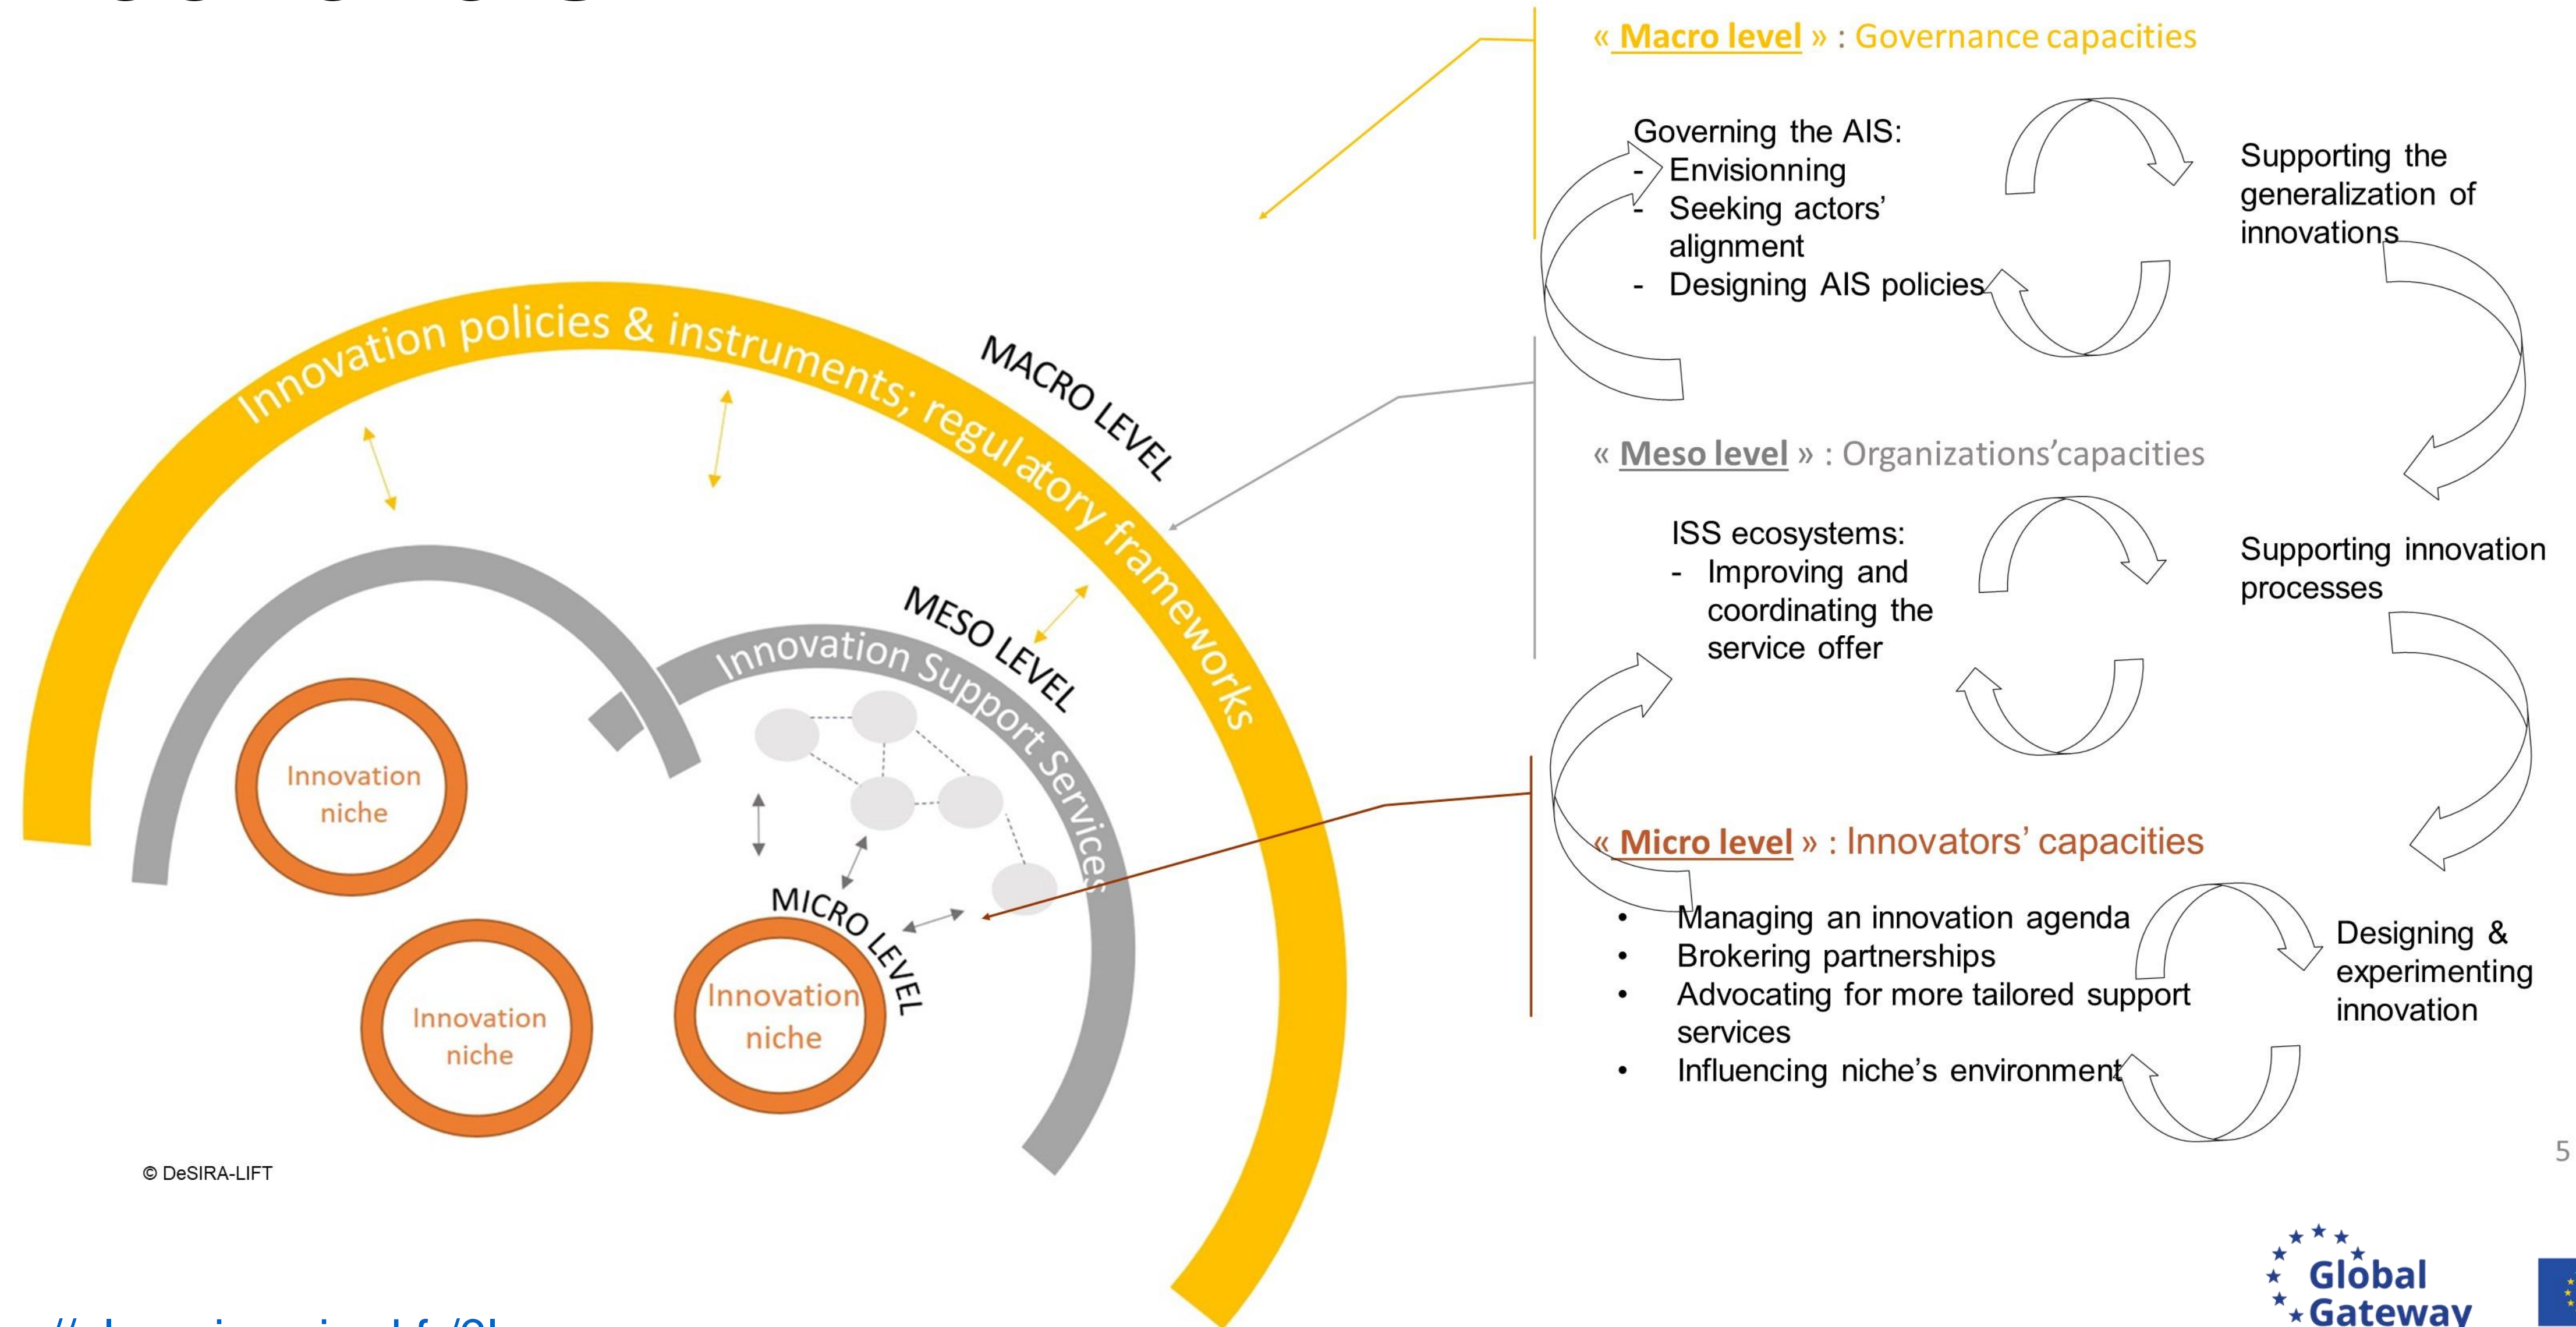 « Macro level » : Governance capacities
Governing the AIS:
- Envisionning
- Seeking actors'
alignment
- Designing AIS policies
Supporting the
generalization of
innovations
Innovation policies & instruments; regulatory frameworks
MACRO LEVEL
« Meso level » : Organizations'capacities
ISS ecosystems:
- Improving and
coordinating the
service offer
Supporting innovation
processes
MESO LEVEL
Innovation Support Services
Innovation
niche
Innovation
niche
MICRO LEVEL
Innovation
niche
« Micro level » : Innovators' capacities
• Managing an innovation agenda
• Brokering partnerships
• Advocating for more tailored support
services
• Influencing niche's environment
Designing &
experimenting
innovation
© DeSIRA-LIFT
5
Global
Gateway